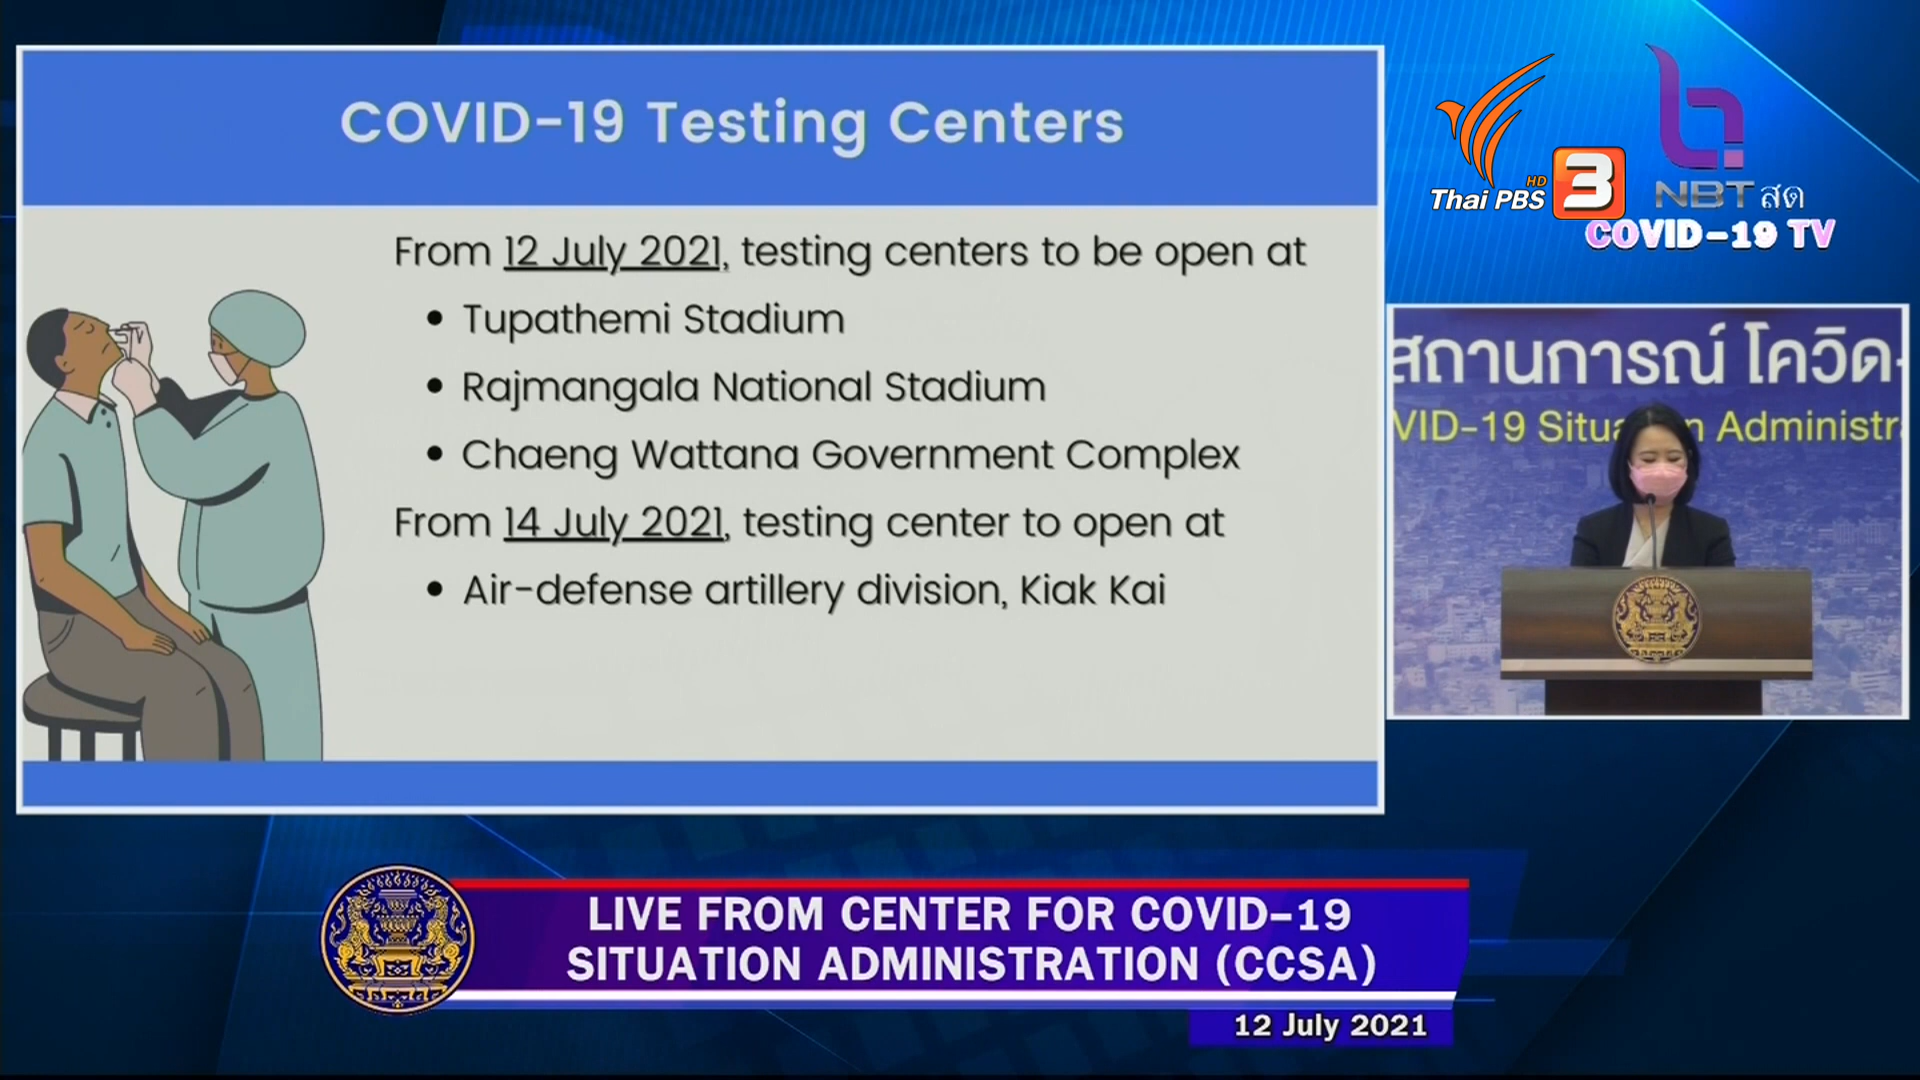 COVID-19 Testing Centers
From 12 July 2021, testing centers to be open at
• Tupathemi Stadium
• Rajmangala National Stadium
• Chaeng Wattana Government Complex
From 14 July 2021, testing center to open at
• Air-defense artillery division, Kiak Kai
Thai PBS HD
3
NBT สด
COVID-19 TV
สถานการณ์ โควิด-
VID-19 Situa n Administr
LIVE FROM CENTER FOR COVID-19
SITUATION ADMINISTRATION (CCSA)
12 July 2021